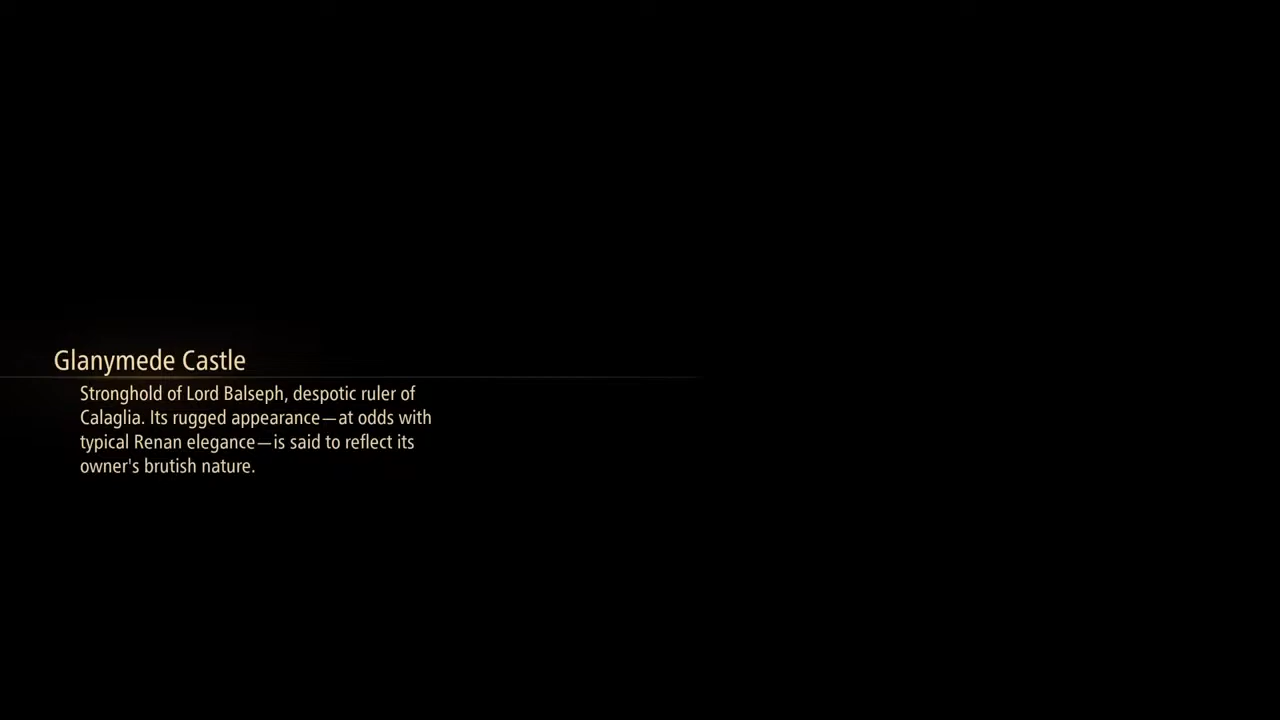 Glanymede Castle
Stronghold of Lord Balseph, despotic ruler of
Calaglia. Its rugged appearance—at odds with
typical Renan elegance—is said to reflect its
owner's brutish nature.